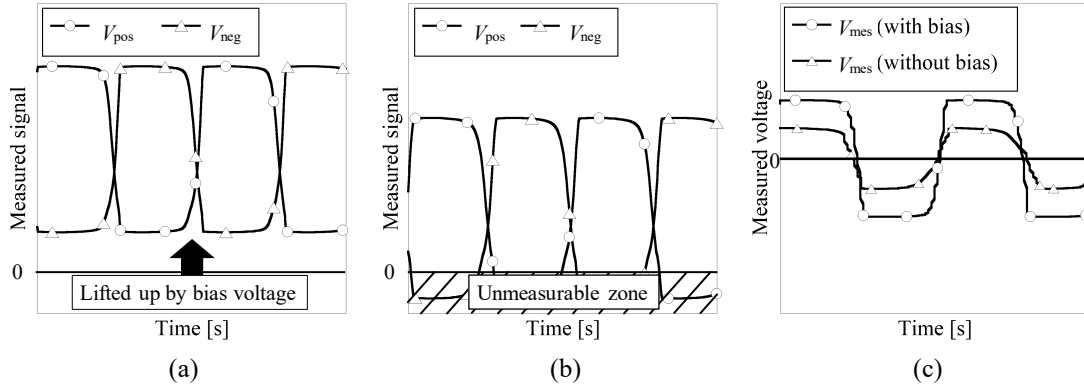 Vpos Vneg
Measured signal
0
Lifted up by bias voltage
Time [s]
(a)
Vpos Vneg
Measured signal
0
Unmeasurable zone
Time [s]
(b)
Vmes (with bias)
Vmes (without bias)
Measured voltage
0
Time [s]
(c)